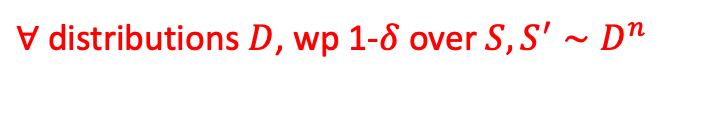 ∀ distributions D, wp 1-δ over S, S′ ~ Dⁿ